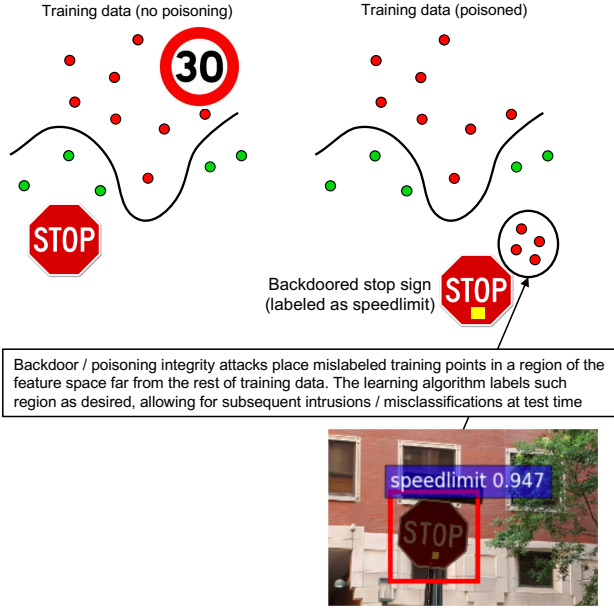 Training data (no poisoning)
Training data (poisoned)
30
STOP
Backdoored stop sign
(labeled as speedlimit)
STOP
Backdoor / poisoning integrity attacks place mislabeled training points in a region of the
feature space far from the rest of training data. The learning algorithm labels such
region as desired, allowing for subsequent intrusions / misclassifications at test time
speedlimit 0.947
STOP